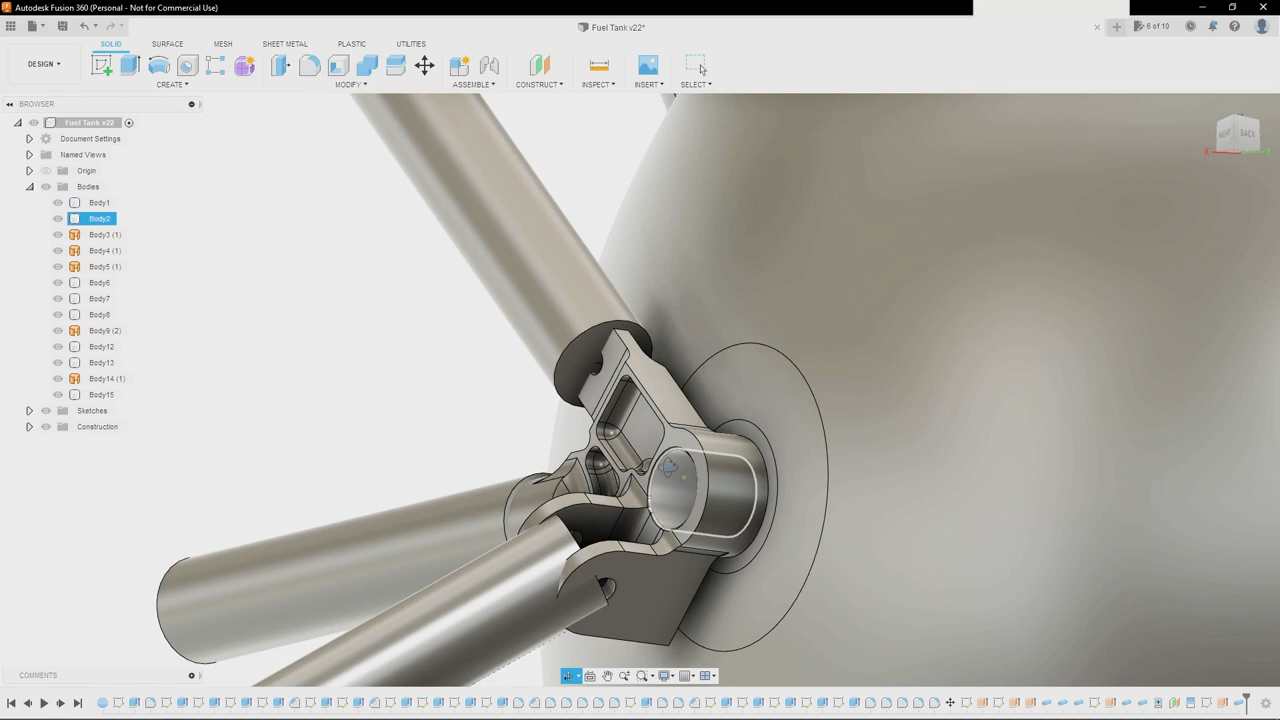 Autodesk Fusion 360 (Personal - Not for Commercial Use)
Fuel Tank v22*
6 of 10
SOLID SURFACE MESH SHEET METAL PLASTIC UTILITIES
DESIGN
CREATE MODIFY ASSEMBLE CONSTRUCT INSPECT INSERT SELECT
BROWSER
Fuel Tank v22
Document Settings
Named Views
Origin
Bodies
Body1
Body2
Body3 (1)
Body4 (1)
Body5 (1)
Body6
Body7
Body8
Body9 (2)
Body12
Body13
Body14 (1)
Body15
Sketches
Construction
RIGHT BACK
X Y
COMMENTS